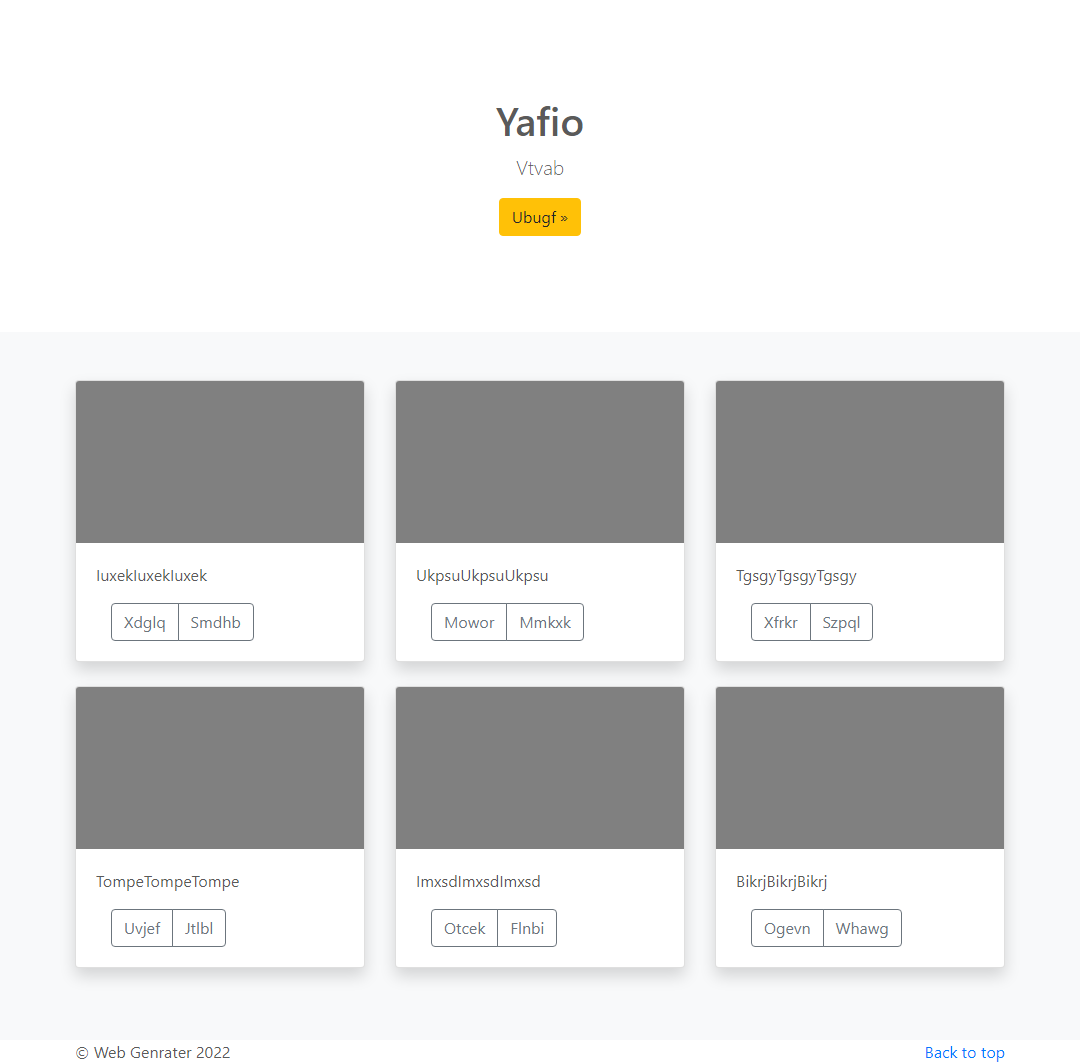 Yafio
Vtvab
Ubugf »
IuxekIuxekIuxek
Xdglq Smdhb
UkpsuUkpsuUkpsu
Mowor Mmkxk
TgsgyTgsgyTgsgy
Xfrkr Szpql
TompeTompeTompe
Uvjef Jtlbl
ImxsdImxsdImxsd
Otcek Flnbi
BikrjBikrjBikrj
Ogevn Whawg
© Web Genrater 2022
Back to top